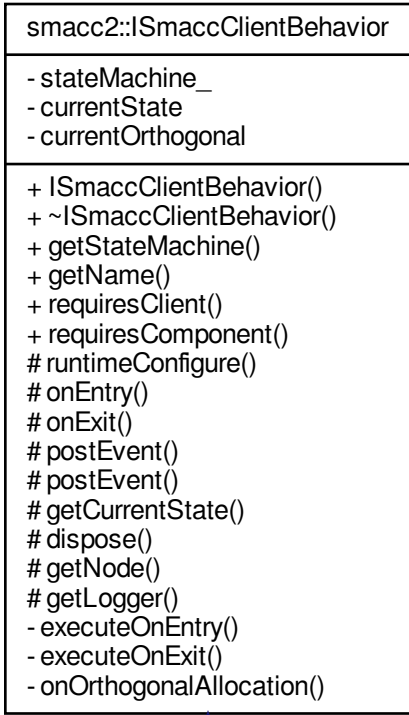 smacc2::ISmaccClientBehavior
- stateMachine_
- currentState
- currentOrthogonal
+ ISmaccClientBehavior()
+ ~ISmaccClientBehavior()
+ getStateMachine()
+ getName()
+ requiresClient()
+ requiresComponent()
# runtimeConfigure()
# onEntry()
# onExit()
# postEvent()
# postEvent()
# getCurrentState()
# dispose()
# getNode()
# getLogger()
- executeOnEntry()
- executeOnExit()
- onOrthogonalAllocation()